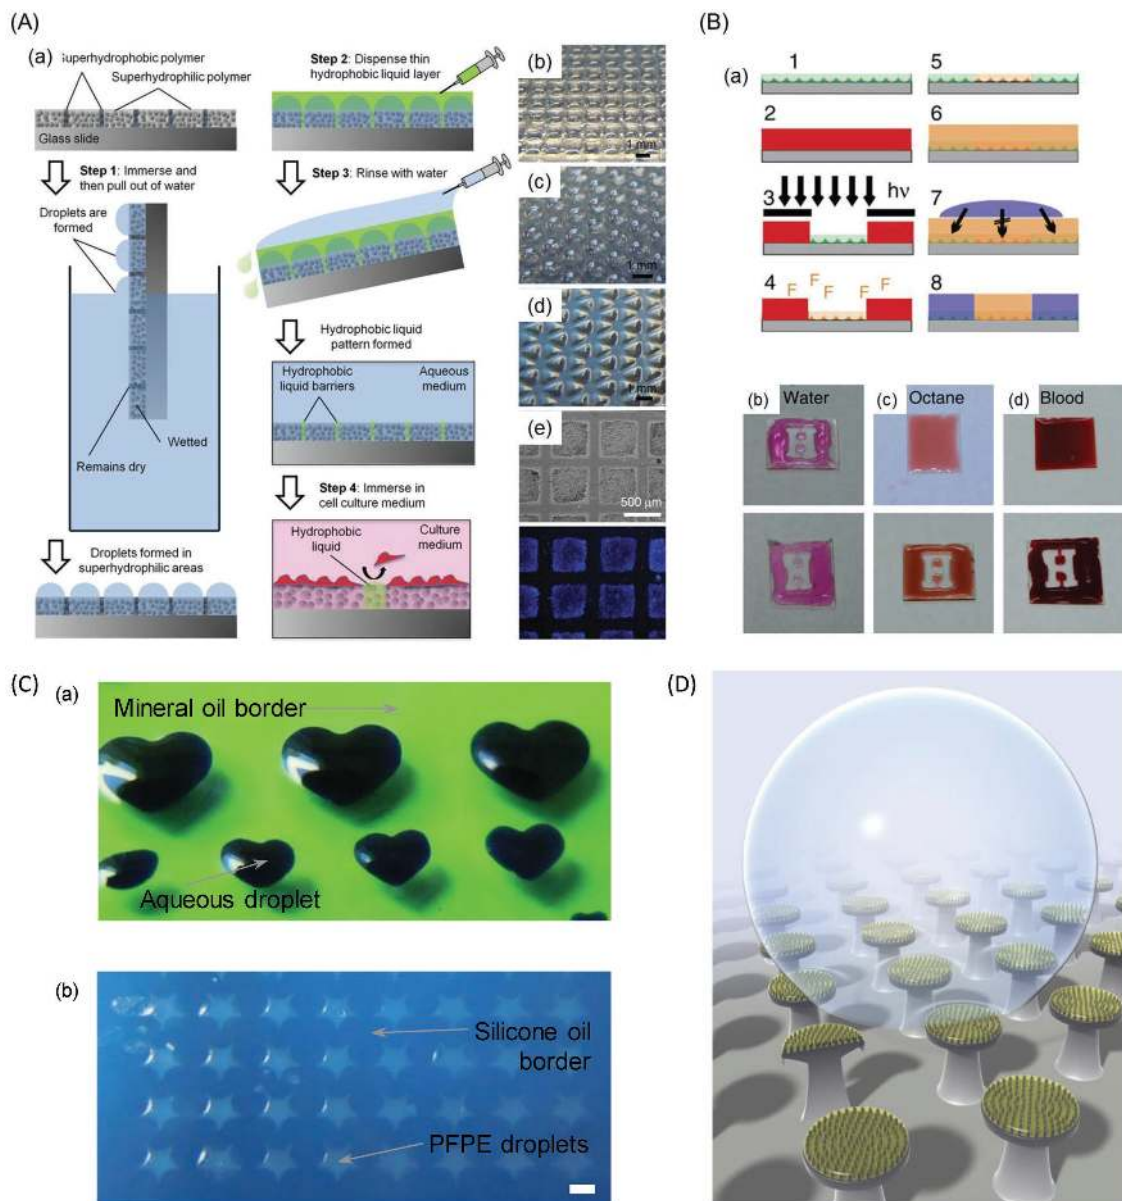 (A)
(a)
Superhydrophobic polymer
Superhydrophilic polymer
Glass slide
Step 1: Immerse and
then pull out of water
Droplets are
formed
Wetted
Remains dry
Droplets formed in
superhydrophilic areas
Step 2: Dispense thin
hydrophobic liquid layer
Step 3: Rinse with water
Hydrophobic liquid
pattern formed
Hydrophobic
liquid barriers
Aqueous
medium
Step 4: Immerse in
cell culture medium
Hydrophobic
liquid
Culture
medium
(b)
1 mm
(c)
1 mm
(d)
1 mm
(e)
500 µm
(B)
(a)
1
2
3
hν
4
F F F F
5
6
7
8
(b) Water
(c) Octane
(d) Blood
H
H
H
H
(C)
(a)
Mineral oil border
Aqueous droplet
(b)
Silicone oil
border
PFPE droplets
(D)